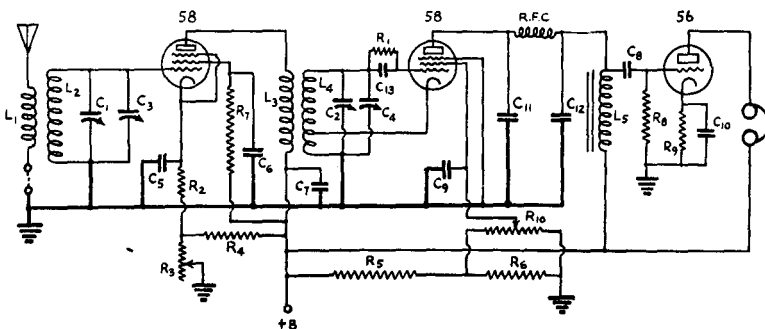 58
58
R.F.C
56
L1
L2
C1
C3
R7
L3
L4
R1
C13
C2
C4
C11
C12
L5
C8
R8
R9
C10
C5
R2
C6
C7
C9
R10
R3
R4
R5
R6
+B